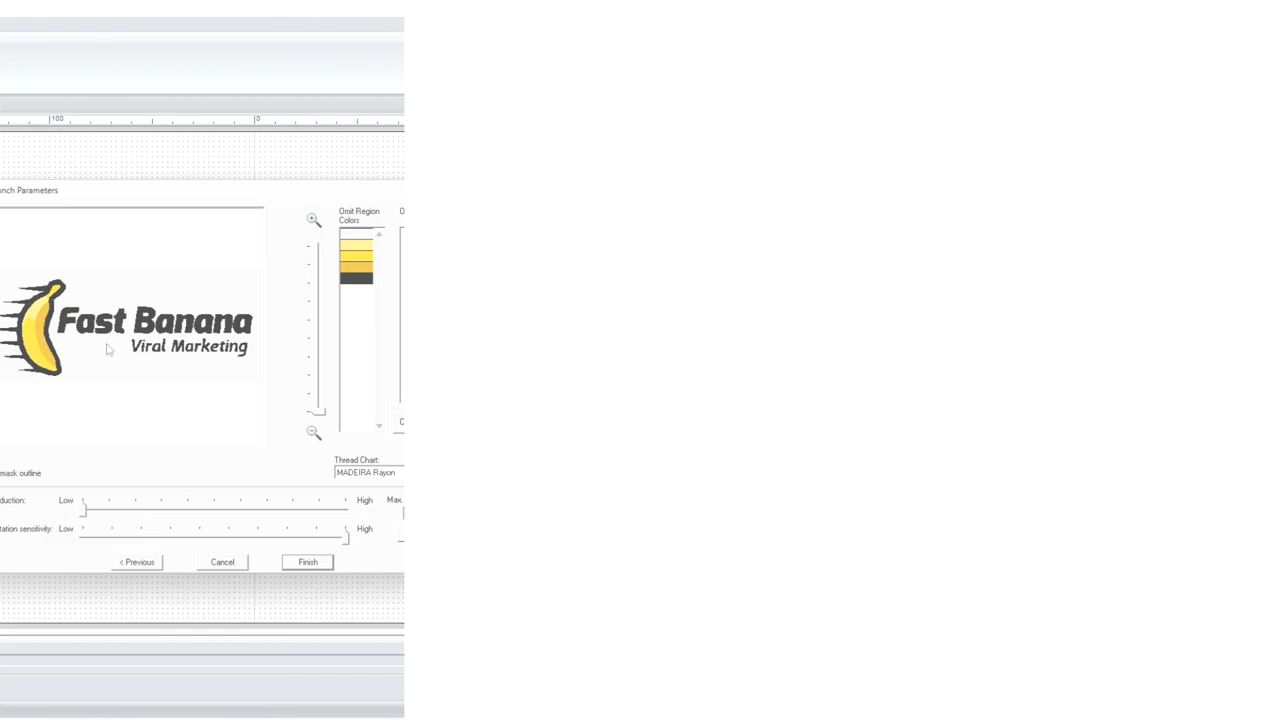 100
0
nch Parameters
Omit Region
Colors
Fast Banana
Viral Marketing
Thread Chart:
mask outline
MADEIRA Rayon
duction:
Low
High
Max.
tation sensitivity:
Low
High
< Previous
Cancel
Finish